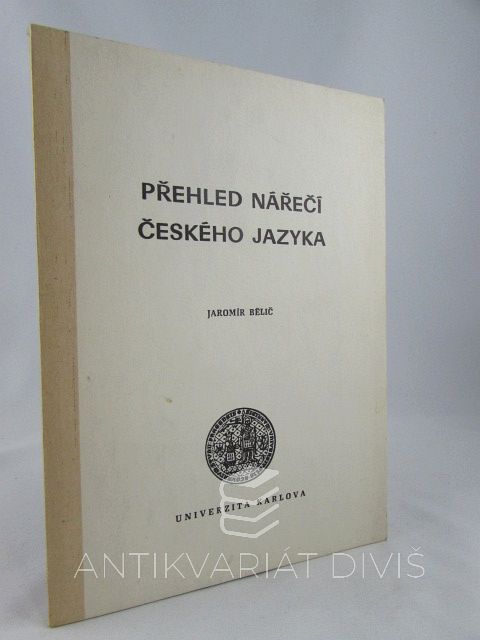 PŘEHLED NÁŘEČÍ
ČESKÉHO JAZYKA
JAROMÍR BĚLIČ
UNIVERZITA KARLOVA
ANTIKVARIÁT DIVIŠ